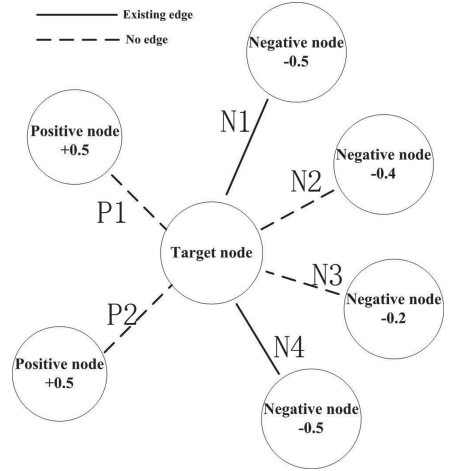 Existing edge
No edge
Negative node
-0.5
N1
Positive node
+0.5
P1
N2
Negative node
-0.4
Target node
N3
Negative node
-0.2
P2
Positive node
+0.5
N4
Negative node
-0.5